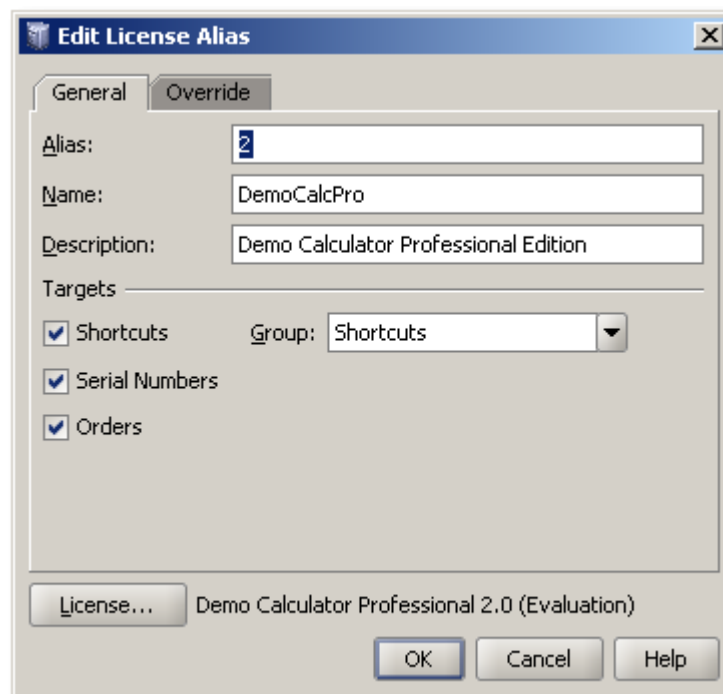 Edit License Alias
General Override
Alias: 2
Name: DemoCalcPro
Description: Demo Calculator Professional Edition
Targets
Shortcuts Group: Shortcuts
Serial Numbers
Orders
License... Demo Calculator Professional 2.0 (Evaluation)
OK Cancel Help